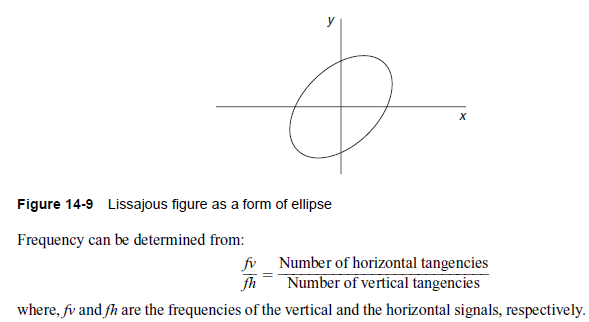 y
x
Figure 14-9 Lissajous figure as a form of ellipse
Frequency can be determined from:
fv/fh = Number of horizontal tangencies/Number of vertical tangencies
where, fv and fh are the frequencies of the vertical and the horizontal signals, respectively.